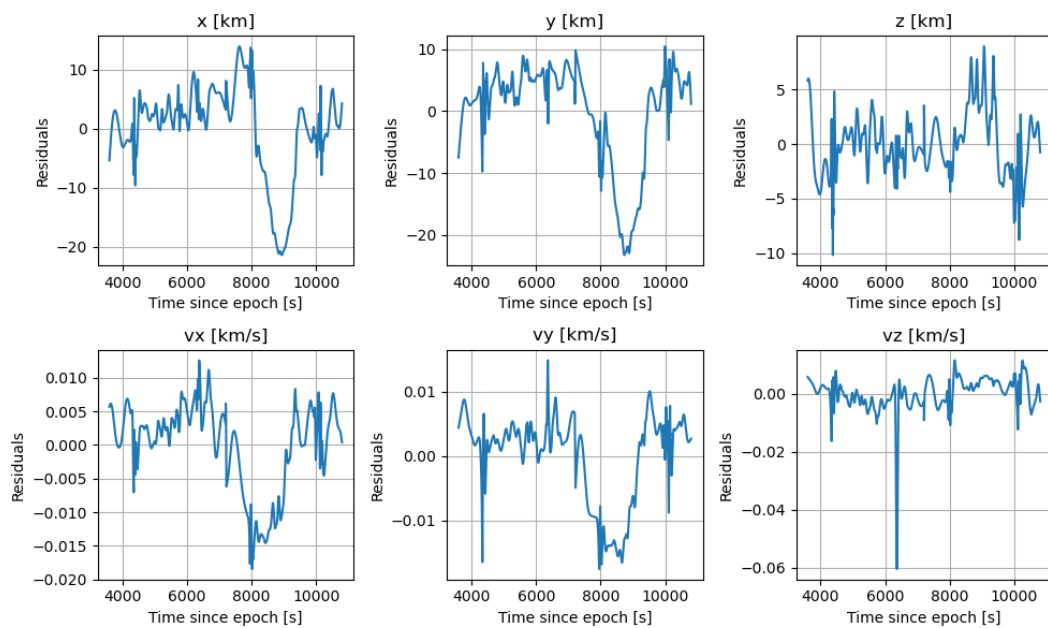 x [km]
y [km]
z [km]
10
0
−10
−20
Residuals
4000 6000 8000 10000
Time since epoch [s]
10
0
−10
−20
Residuals
4000 6000 8000 10000
Time since epoch [s]
5
0
−5
−10
Residuals
4000 6000 8000 10000
Time since epoch [s]
vx [km/s]
vy [km/s]
vz [km/s]
0.010
0.005
0.000
−0.005
−0.010
−0.015
−0.020
Residuals
4000 6000 8000 10000
Time since epoch [s]
0.01
0.00
−0.01
Residuals
4000 6000 8000 10000
Time since epoch [s]
0.00
−0.02
−0.04
−0.06
Residuals
4000 6000 8000 10000
Time since epoch [s]